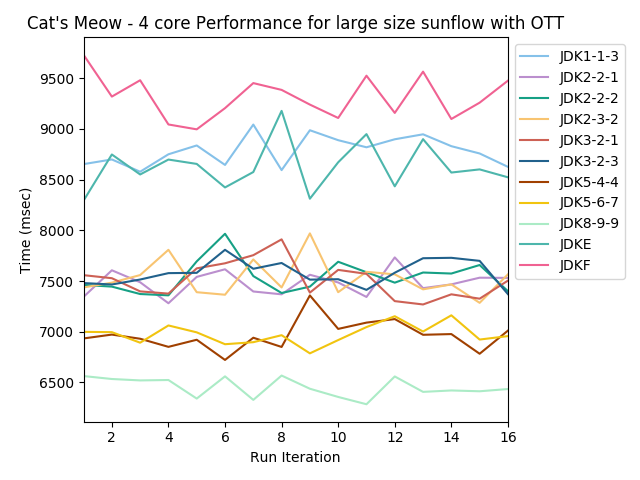 Cat's Meow - 4 core Performance for large size sunflow with OTT
Time (msec)
9500
9000
8500
8000
7500
7000
6500
2 4 6 8 10 12 14 16
Run Iteration
JDK1-1-3
JDK2-2-1
JDK2-2-2
JDK2-3-2
JDK3-2-1
JDK3-2-3
JDK5-4-4
JDK5-6-7
JDK8-9-9
JDKE
JDKF